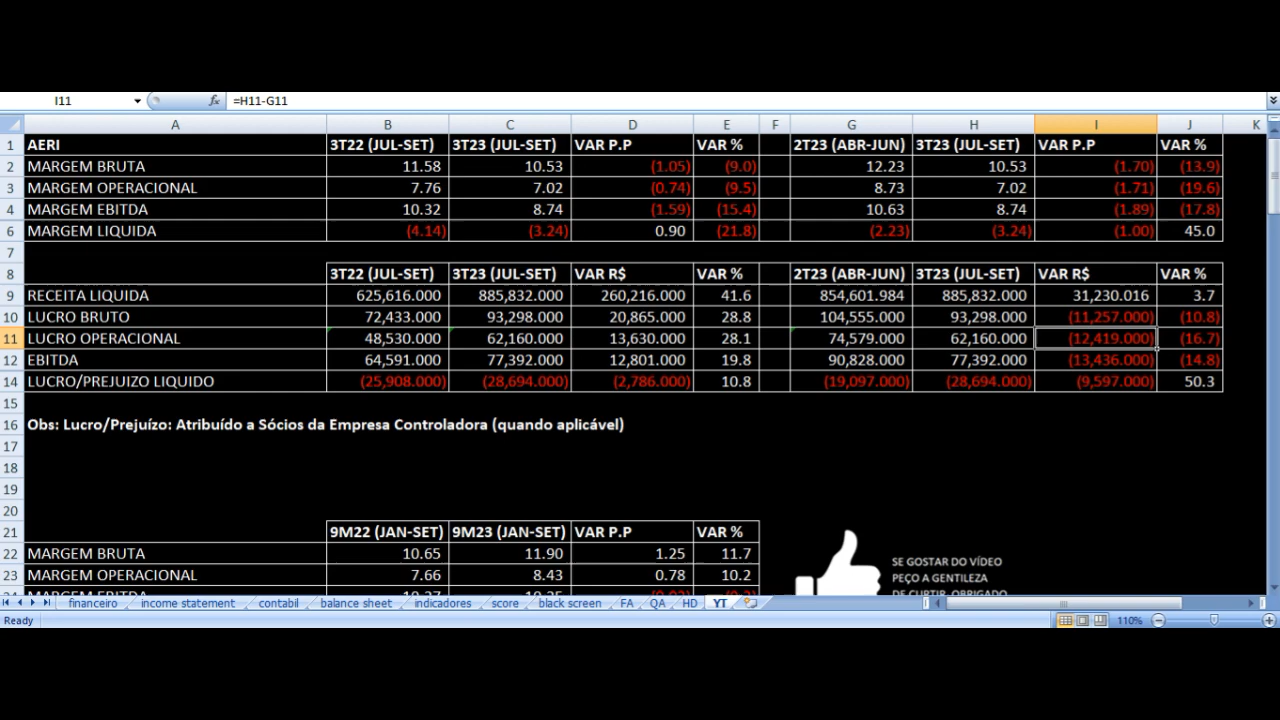 I11 fx =H11-G11
A B C D E F G H I J K
1 AERI 3T22 (JUL-SET) 3T23 (JUL-SET) VAR P.P VAR % 2T23 (ABR-JUN) 3T23 (JUL-SET) VAR P.P VAR %
2 MARGEM BRUTA 11.58 10.53 (1.05) (9.0) 12.23 10.53 (1.70) (13.9)
3 MARGEM OPERACIONAL 7.76 7.02 (0.74) (9.5) 8.73 7.02 (1.71) (19.6)
4 MARGEM EBITDA 10.32 8.74 (1.59) (15.4) 10.63 8.74 (1.89) (17.8)
6 MARGEM LIQUIDA (4.14) (3.24) 0.90 (21.8) (2.23) (3.24) (1.00) 45.0
7
8 3T22 (JUL-SET) 3T23 (JUL-SET) VAR R$ VAR % 2T23 (ABR-JUN) 3T23 (JUL-SET) VAR R$ VAR %
9 RECEITA LIQUIDA 625,616.000 885,832.000 260,216.000 41.6 854,601.984 885,832.000 31,230.016 3.7
10 LUCRO BRUTO 72,433.000 93,298.000 20,865.000 28.8 104,555.000 93,298.000 (11,257.000) (10.8)
11 LUCRO OPERACIONAL 48,530.000 62,160.000 13,630.000 28.1 74,579.000 62,160.000 (12,419.000) (16.7)
12 EBITDA 64,591.000 77,392.000 12,801.000 19.8 90,828.000 77,392.000 (13,436.000) (14.8)
14 LUCRO/PREJUIZO LIQUIDO (25,908.000) (28,694.000) (2,786.000) 10.8 (19,097.000) (28,694.000) (9,597.000) 50.3
15
16 Obs: Lucro/Prejuízo: Atribuído a Sócios da Empresa Controladora (quando aplicável)
17
18
19
20
21 9M22 (JAN-SET) 9M23 (JAN-SET) VAR P.P VAR %
22 MARGEM BRUTA 10.65 11.90 1.25 11.7
SE GOSTAR DO VÍDEO
23 MARGEM OPERACIONAL 7.66 8.43 0.78 10.2
PEÇO A GENTILEZA
DE CURTIR. OBRIGADO
financeiro income statement contabil balance sheet indicadores score black screen FA QA HD YT
Ready 110%